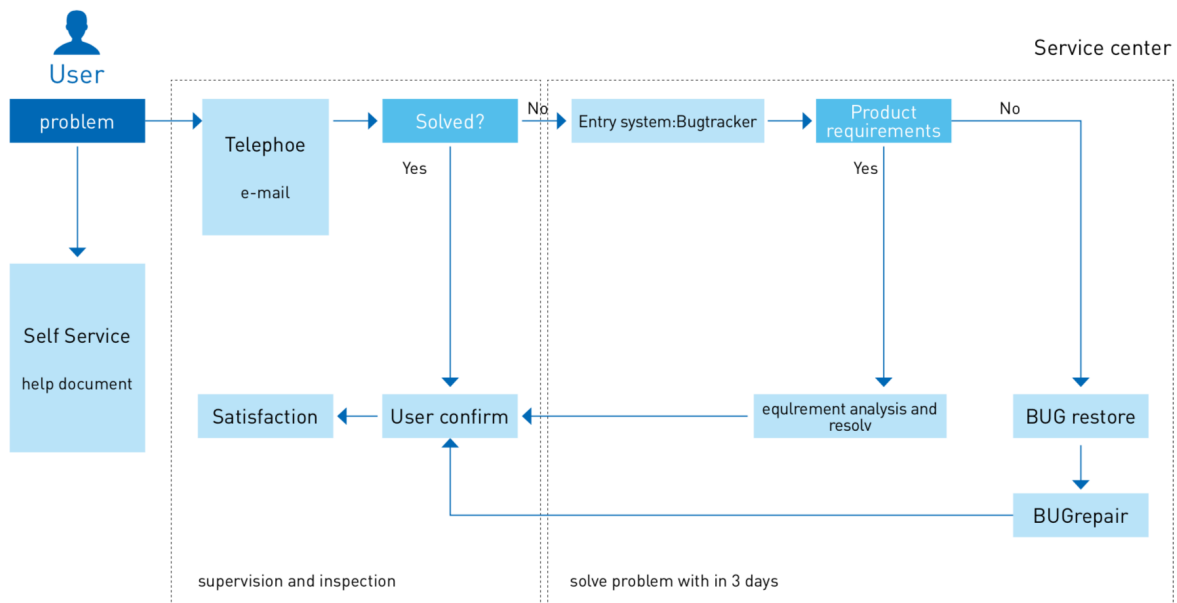 Service center
User
problem
Telephoe
e-mail
Solved?
No
Entry system:Bugtracker
Product
requirements
No
Yes
Yes
Self Service
help document
Satisfaction
User confirm
equlrement analysis and
resolv
BUG restore
BUGrepair
supervision and inspection
solve problem with in 3 days